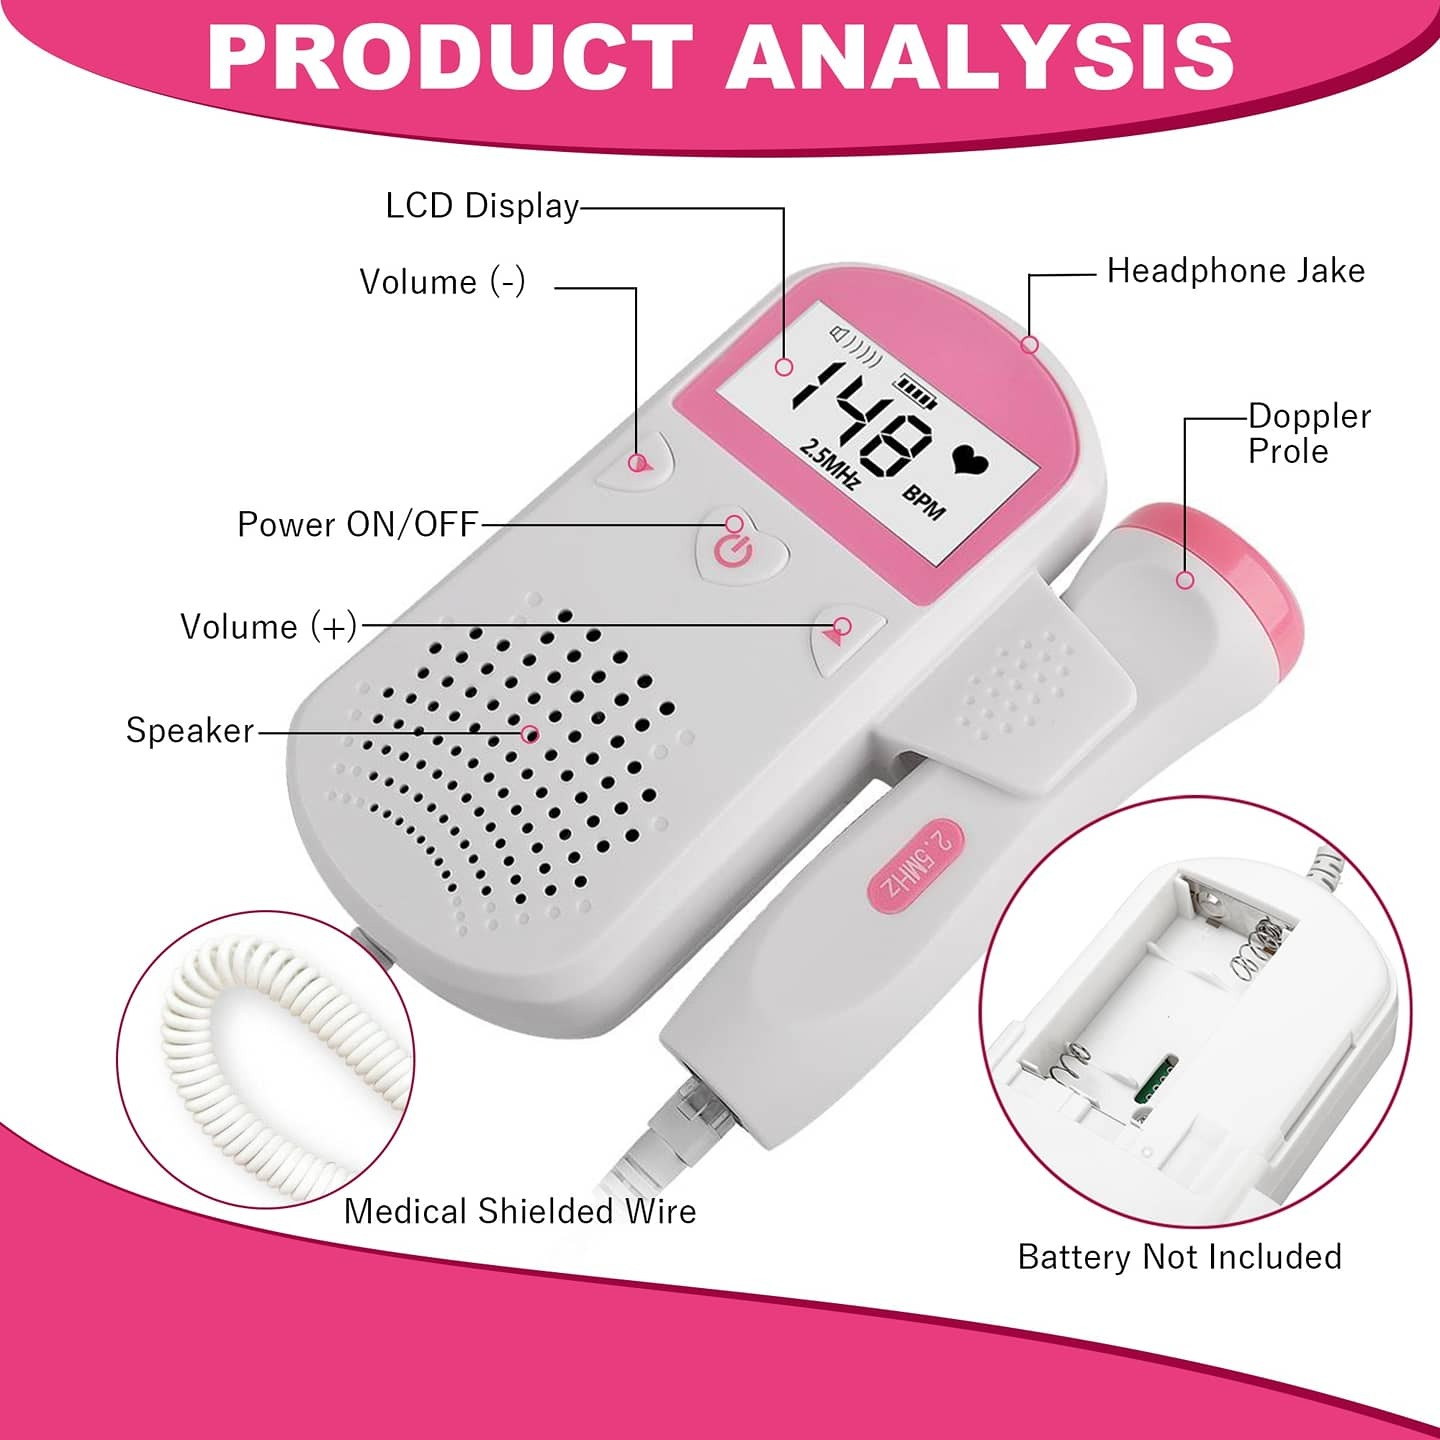 PRODUCT ANALYSIS
LCD Display
Volume (-)
Headphone Jake
148
2.5MHz
BPM
Doppler
Prole
Power ON/OFF
Volume (+)
Speaker
2.5MHz
Medical Shielded Wire
Battery Not Included